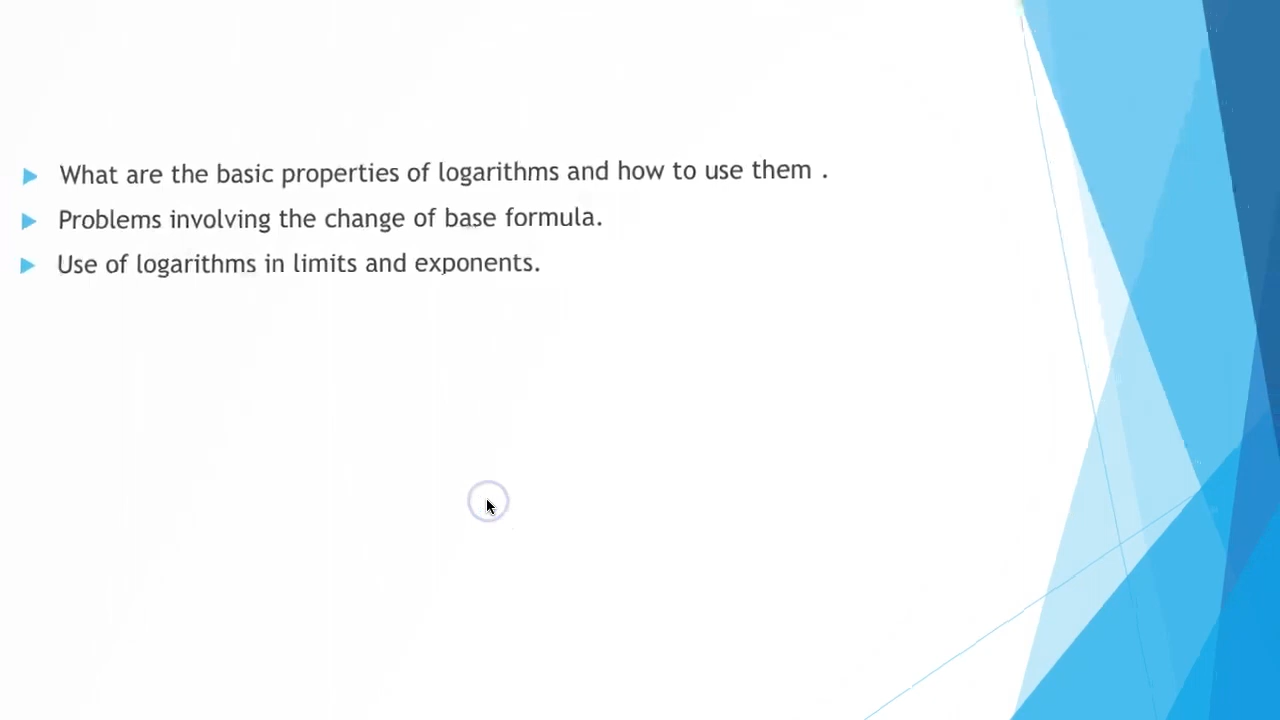 What are the basic properties of logarithms and how to use them .
Problems involving the change of base formula.
Use of logarithms in limits and exponents.